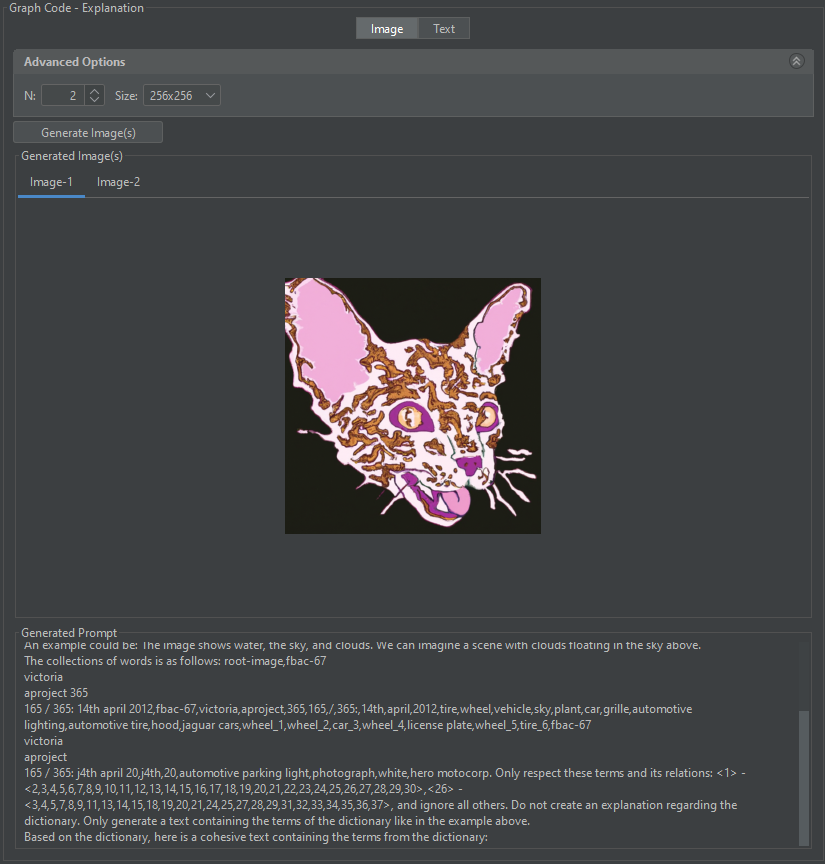 Graph Code - Explanation
Image
Text
Advanced Options
N:
2
Size:
256x256
Generate Image(s)
Generated Image(s)
Image-1
Image-2
Generated Prompt
An example could be: The image shows water, the sky, and clouds. We can imagine a scene with clouds floating in the sky above.
The collections of words is as follows: root-image,fbac-67
victoria
aproject 365
165 / 365: 14th april 2012,fbac-67,victoria,aproject,365,165,/,365:,14th,april,2012,tire,wheel,vehicle,sky,plant,car,grille,automotive
lighting,automotive tire,hood,jaguar cars,wheel_1,wheel_2,car_3,wheel_4,license plate,wheel_5,tire_6,fbac-67
victoria
aproject
165 / 365: j4th april 20,j4th,20,automotive parking light,photograph,white,hero motocorp. Only respect these terms and its relations: <1> -
<2,3,4,5,6,7,8,9,10,11,12,13,14,15,16,17,18,19,20,21,22,23,24,25,26,27,28,29,30>,<26> -
<3,4,5,7,8,9,11,13,14,15,18,19,20,21,24,25,27,28,29,31,32,33,34,35,36,37>, and ignore all others. Do not create an explanation regarding the
dictionary. Only generate a text containing the terms of the dictionary like in the example above.
Based on the dictionary, here is a cohesive text containing the terms from the dictionary: